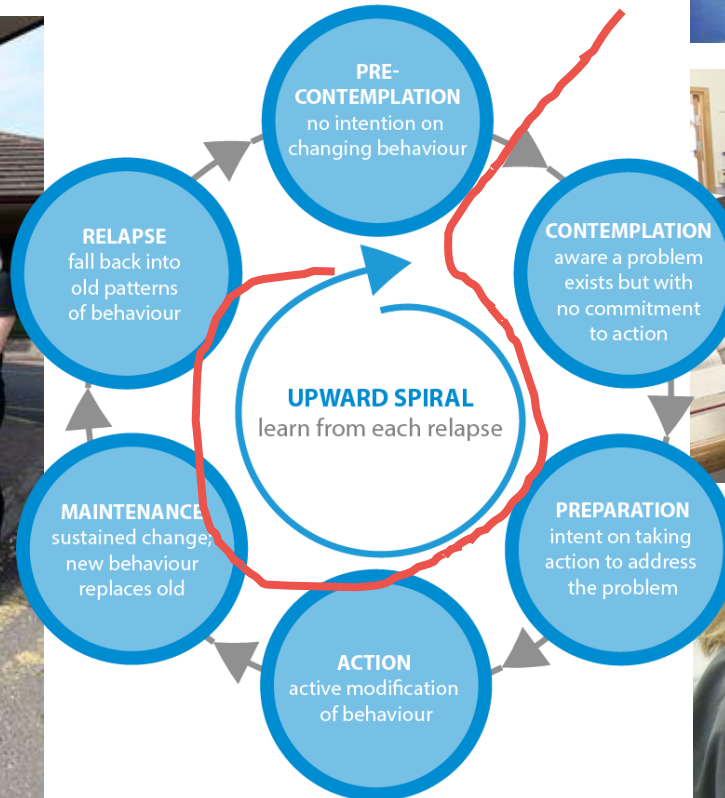 PRE-
CONTEMPLATION
no intention on
changing behaviour
CONTEMPLATION
aware a problem
exists but with
no commitment
to action
PREPARATION
intent on taking
action to address
the problem
ACTION
active modification
of behaviour
MAINTENANCE
sustained change;
new behaviour
replaces old
RELAPSE
fall back into
old patterns
of behaviour
UPWARD SPIRAL
learn from each relapse